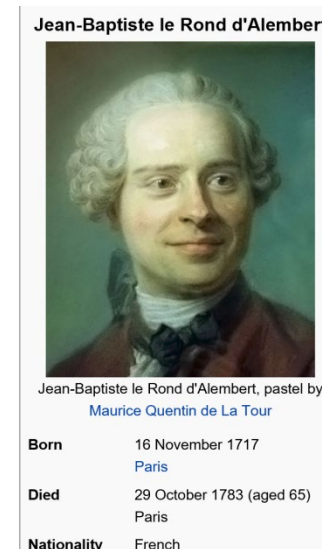 Jean-Baptiste le Rond d'Alembert
Jean-Baptiste le Rond d'Alembert, pastel by
Maurice Quentin de La Tour
Born 16 November 1717
Paris
Died 29 October 1783 (aged 65)
Paris
Nationality French